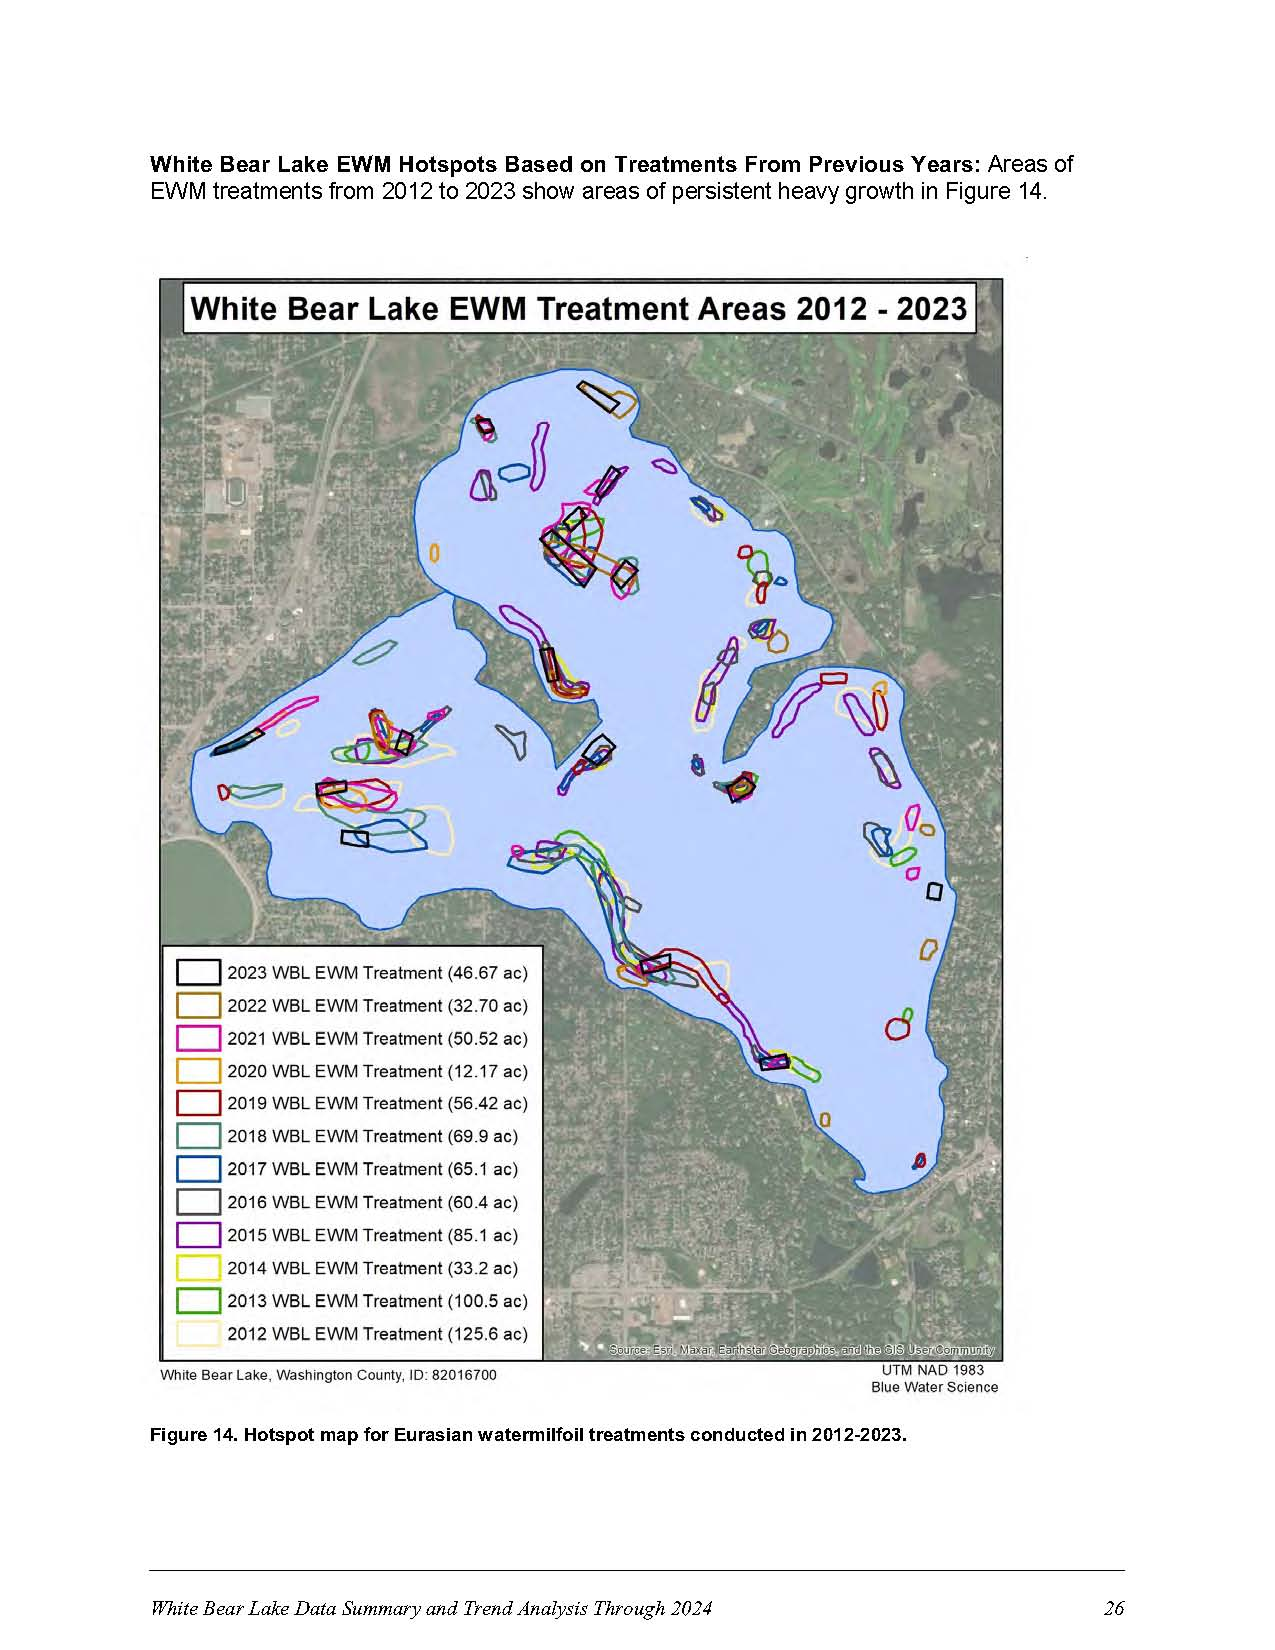 White Bear Lake EWM Hotspots Based on Treatments From Previous Years: Areas of
EWM treatments from 2012 to 2023 show areas of persistent heavy growth in Figure 14.
White Bear Lake EWM Treatment Areas 2012 - 2023
2023 WBL EWM Treatment (46.67 ac)
2022 WBL EWM Treatment (32.70 ac)
2021 WBL EWM Treatment (50.52 ac)
2020 WBL EWM Treatment (12.17 ac)
2019 WBL EWM Treatment (56.42 ac)
2018 WBL EWM Treatment (69.9 ac)
2017 WBL EWM Treatment (65.1 ac)
2016 WBL EWM Treatment (60.4 ac)
2015 WBL EWM Treatment (85.1 ac)
2014 WBL EWM Treatment (33.2 ac)
2013 WBL EWM Treatment (100.5 ac)
2012 WBL EWM Treatment (125.6 ac)
Source: Esri, Maxar, Earthstar Geographics, and the GIS User Community
White Bear Lake, Washington County, ID: 82016700
UTM NAD 1983
Blue Water Science
Figure 14. Hotspot map for Eurasian watermilfoil treatments conducted in 2012-2023.
White Bear Lake Data Summary and Trend Analysis Through 2024
26